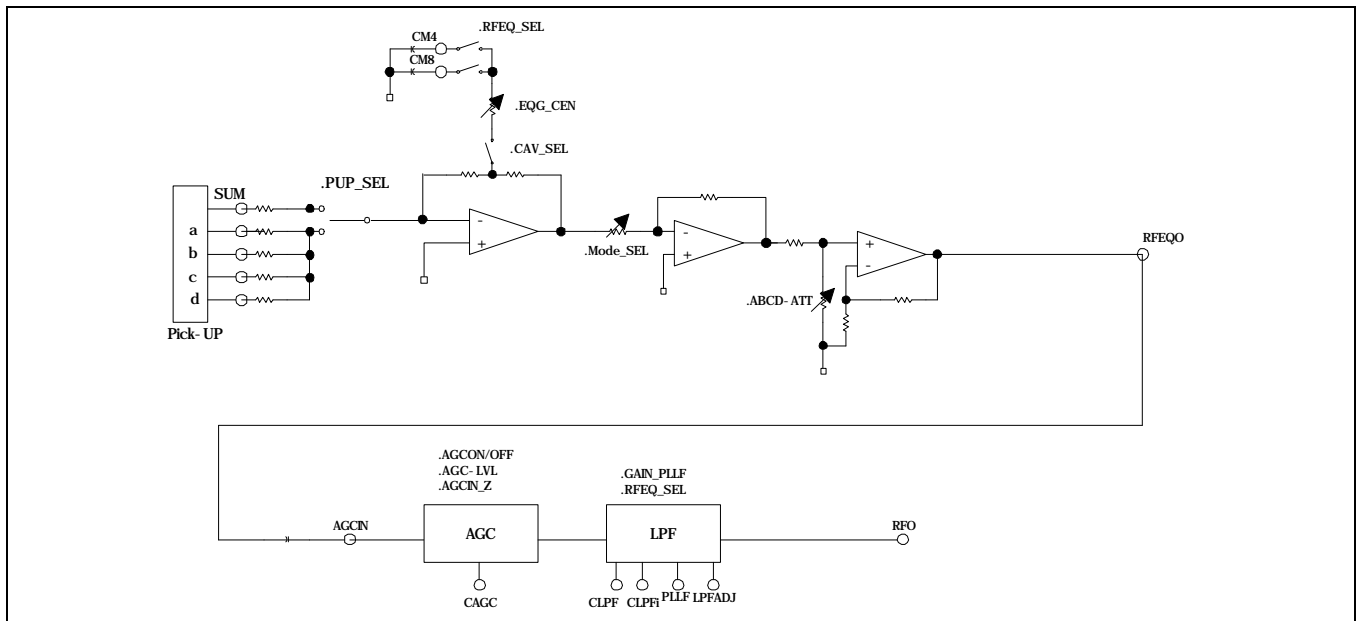 CM4
.RFEQ_SEL
CM8
.EQG_CEN
.CAV_SEL
SUM
.PUP_SEL
a
b
c
d
Pick-UP
-
+
.Mode_SEL
-
+
+
-
.ABCD-ATT
RFEQO
.AGCON/OFF
.AGC-LVL
.AGCIN_Z
.GAIN_PLLF
.RFEQ_SEL
AGCIN
AGC
LPF
RFO
CAGC
CLPF
CLPFi
PLLF
LPFADJ